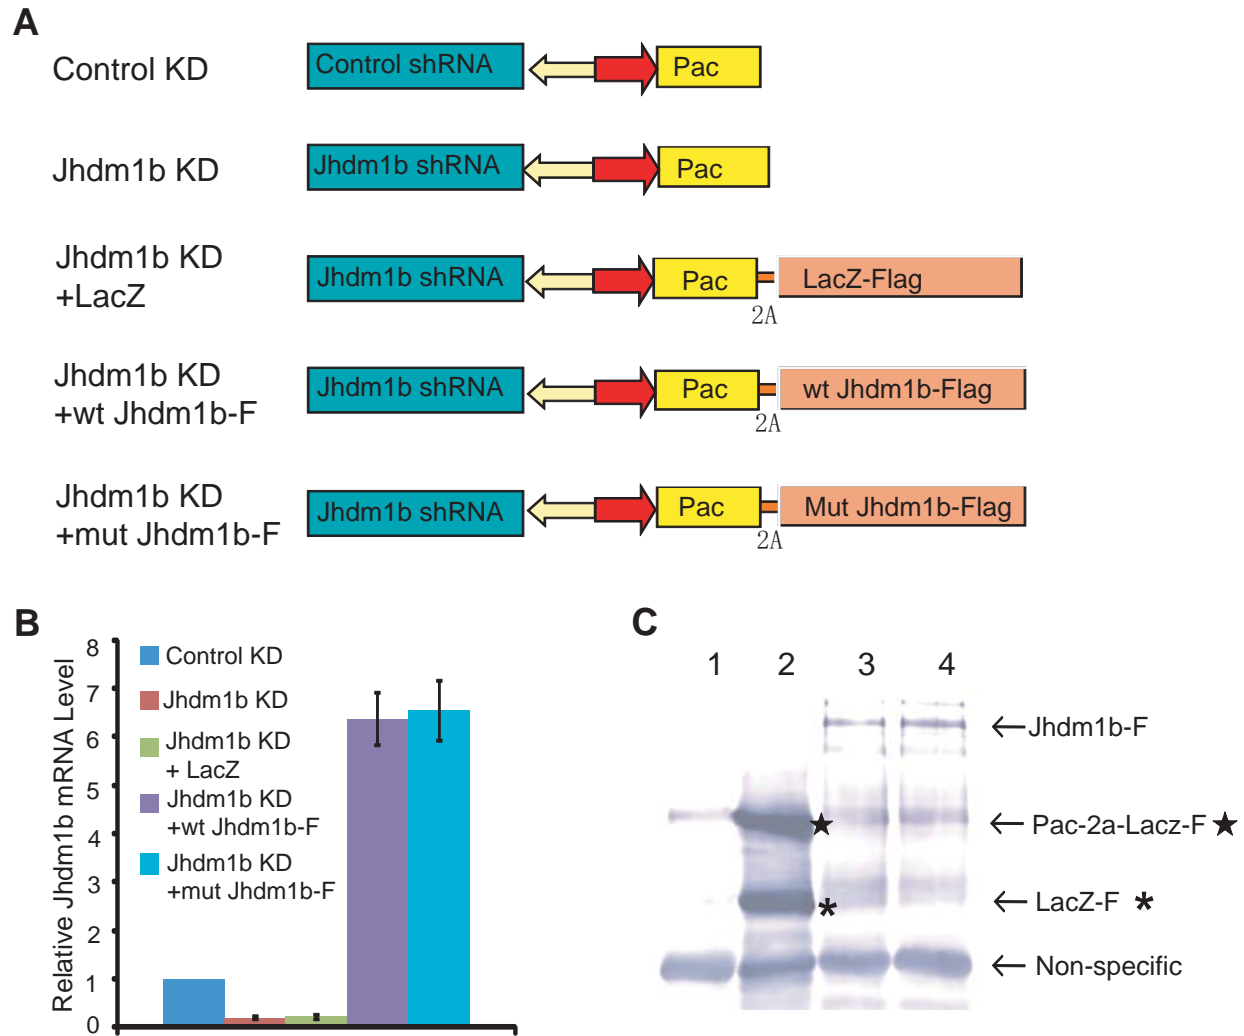 A
Control KD
Control shRNA
Pac
Jhdm1b KD
Jhdm1b shRNA
Pac
Jhdm1b KD
+LacZ
Jhdm1b shRNA
Pac
2A
LacZ-Flag
Jhdm1b KD
+wt Jhdm1b-F
Jhdm1b shRNA
Pac
2A
wt Jhdm1b-Flag
Jhdm1b KD
+mut Jhdm1b-F
Jhdm1b shRNA
Pac
2A
Mut Jhdm1b-Flag
B
Relative Jhdm1b mRNA Level
8
7
6
5
4
3
2
1
0
Control KD
Jhdm1b KD
Jhdm1b KD
+ LacZ
Jhdm1b KD
+wt Jhdm1b-F
Jhdm1b KD
+mut Jhdm1b-F
C
1 2 3 4
Jhdm1b-F
Pac-2a-Lacz-F ★
LacZ-F *
Non-specific